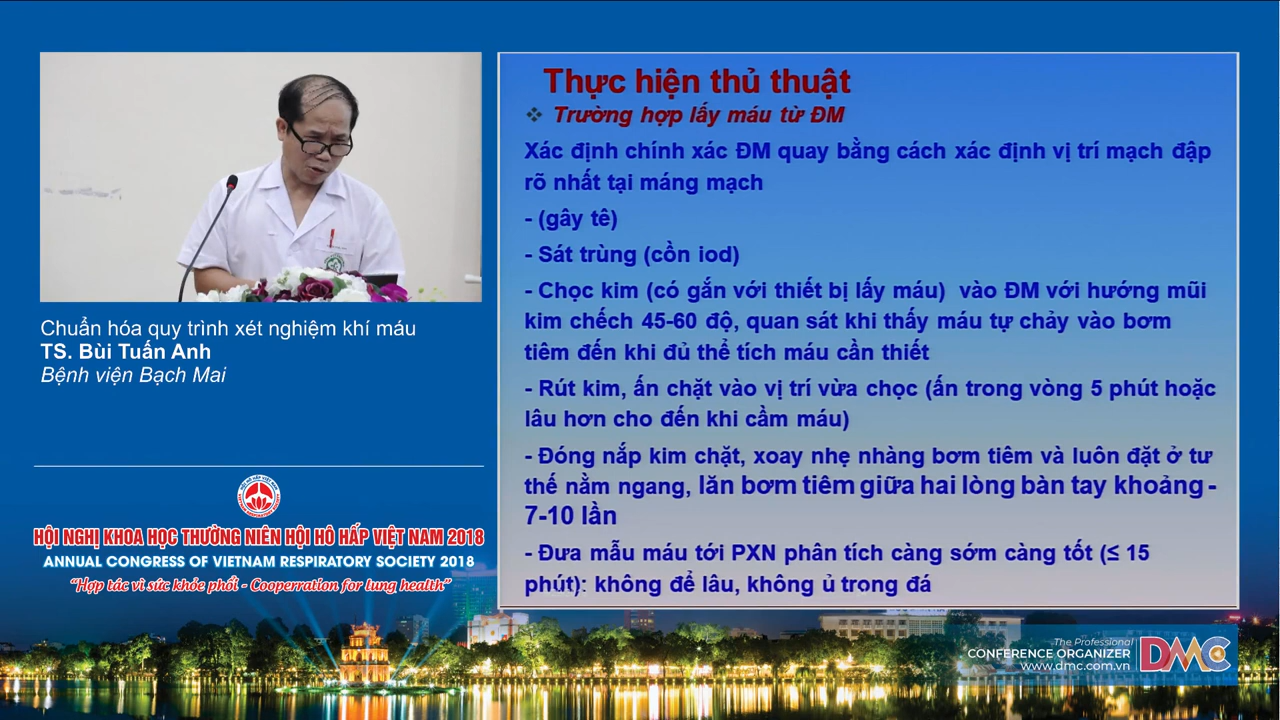 Thực hiện thủ thuật
❖ Trường hợp lấy máu từ ĐM
Xác định chính xác ĐM quay bằng cách xác định vị trí mạch đập
rõ nhất tại máng mạch
- (gây tê)
- Sát trùng (cồn iod)
- Chọc kim (có gắn với thiết bị lấy máu) vào ĐM với hướng mũi
kim chếch 45-60 độ, quan sát khi thấy máu tự chảy vào bơm
tiêm đến khi đủ thể tích máu cần thiết
- Rút kim, ấn chặt vào vị trí vừa chọc (ấn trong vòng 5 phút hoặc
lâu hơn cho đến khi cầm máu)
- Đóng nắp kim chặt, xoay nhẹ nhàng bơm tiêm và luôn đặt ở tư
thế nằm ngang, lăn bơm tiêm giữa hai lòng bàn tay khoảng -
7-10 lần
- Đưa mẫu máu tới PXN phân tích càng sớm càng tốt (≤ 15
phút): không để lâu, không ủ trong đá
Chuẩn hóa quy trình xét nghiệm khí máu
TS. Bùi Tuấn Anh
Bệnh viện Bạch Mai
HỘI NGHỊ KHOA HỌC THƯỜNG NIÊN HỘI HÔ HẤP VIỆT NAM 2018
ANNUAL CONGRESS OF VIETNAM RESPIRATORY SOCIETY 2018
"Hợp tác vì sức khỏe phổi - Cooperration for lung health"
The Professional
CONFERENCE ORGANIZER
www.dmc.com.vn
DMC